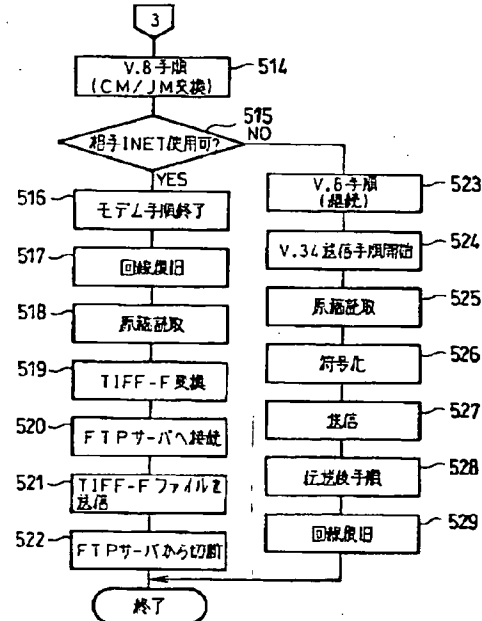 3
V.8手順
(CM/JM交換)
514
515
相手INET使用可?
NO
YES
516
モデム手順終了
517
回線復旧
518
原稿読取
519
TIFF-F変換
520
FTPサーバへ接続
521
TIFF-Fファイルを
送信
522
FTPサーバから切断
V.8手順
(継続)
523
V.34送信手順開始
524
原稿読取
525
符号化
526
送信
527
伝送後手順
528
回線復旧
529
終了